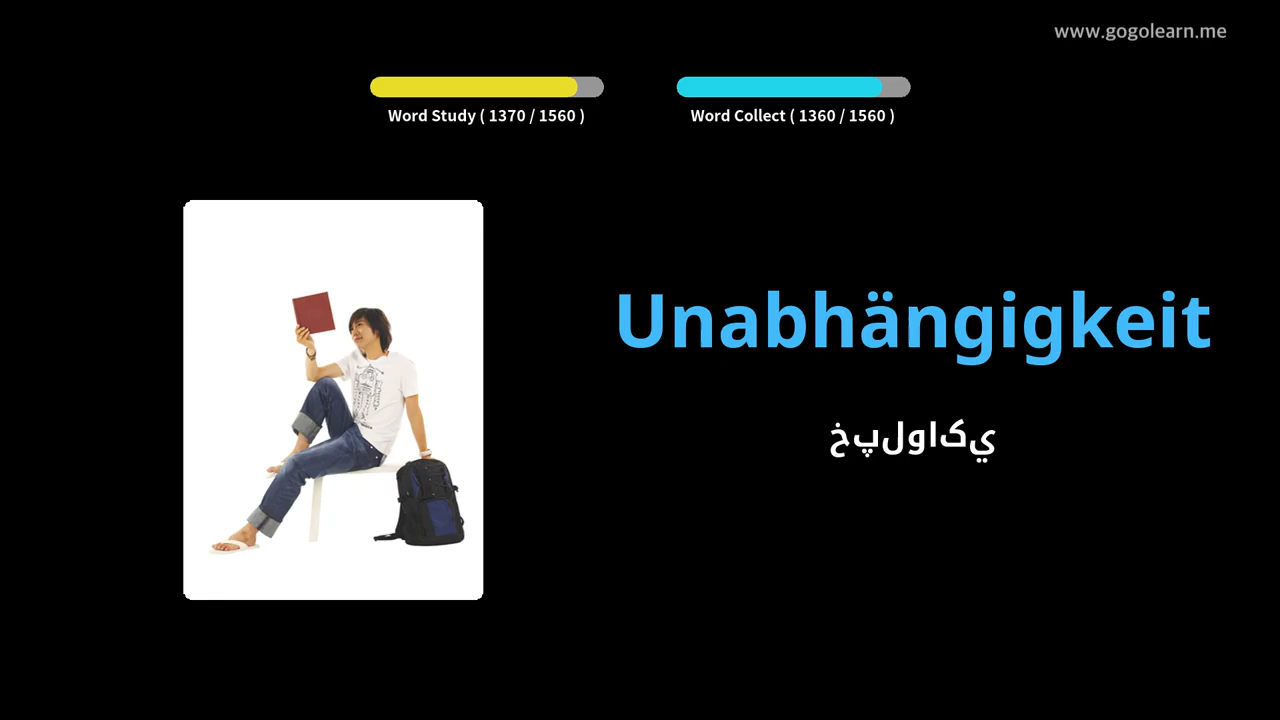 www.gogolearn.me
Word Study ( 1370 / 1560 )
Word Collect ( 1360 / 1560 )
Unabhängigkeit
خپلواکي